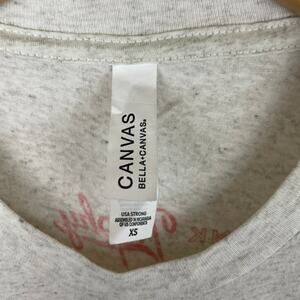 CANVAS
BELLA+CANVAS®
USA STRONG
ASSEMBLED IN NICARAGUA
OF US COMPONENTS
XS